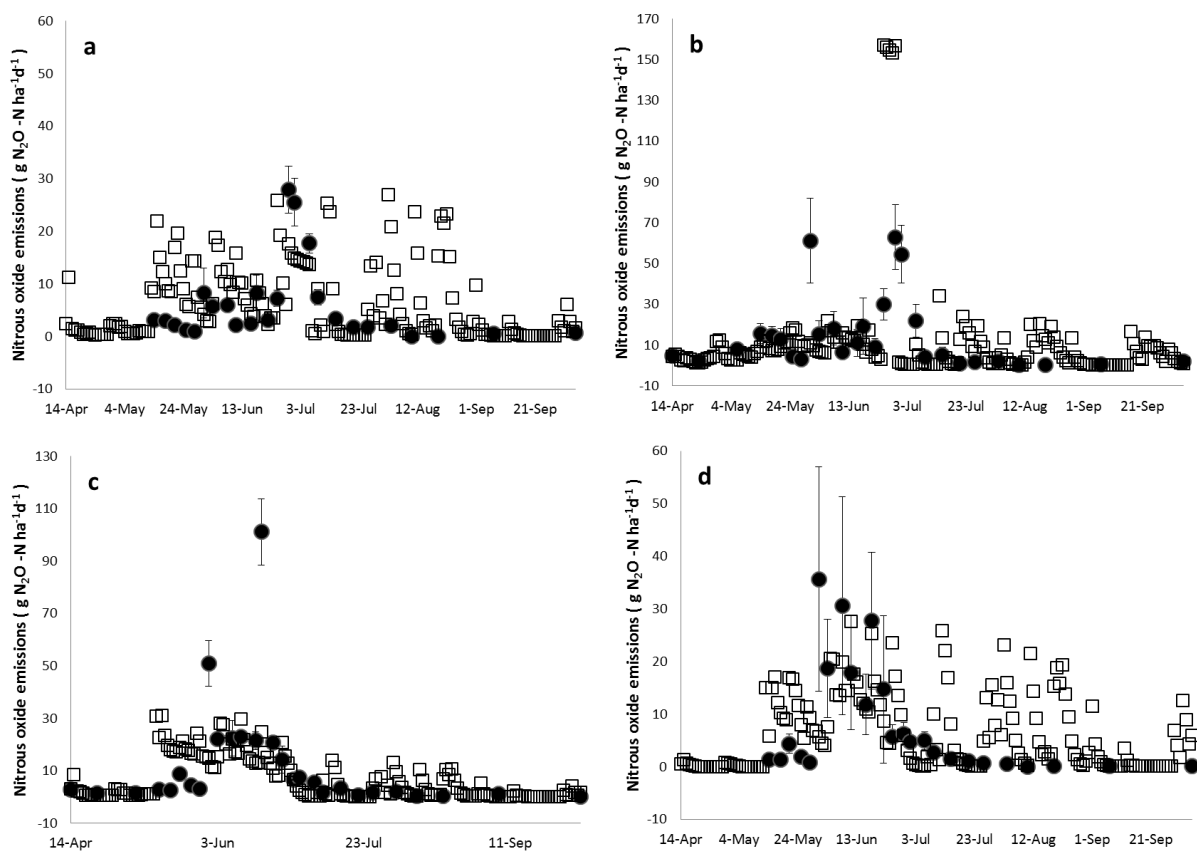 a
Nitrous oxide emissions ( g N₂O -N ha⁻¹d⁻¹)
60
50
40
30
20
10
0
-10
14-Apr 4-May 24-May 13-Jun 3-Jul 23-Jul 12-Aug 1-Sep 21-Sep
b
Nitrous oxide emissions ( g N₂O -N ha⁻¹d⁻¹)
170
150
130
110
90
70
50
30
10
-10
14-Apr 4-May 24-May 13-Jun 3-Jul 23-Jul 12-Aug 1-Sep 21-Sep
c
Nitrous oxide emissions ( g N₂O -N ha⁻¹d⁻¹)
130
110
90
70
50
30
10
-10
14-Apr 3-Jun 23-Jul 11-Sep
d
Nitrous oxide emissions ( g N₂O -N ha⁻¹d⁻¹)
60
50
40
30
20
10
0
-10
14-Apr 4-May 24-May 13-Jun 3-Jul 23-Jul 12-Aug 1-Sep 21-Sep